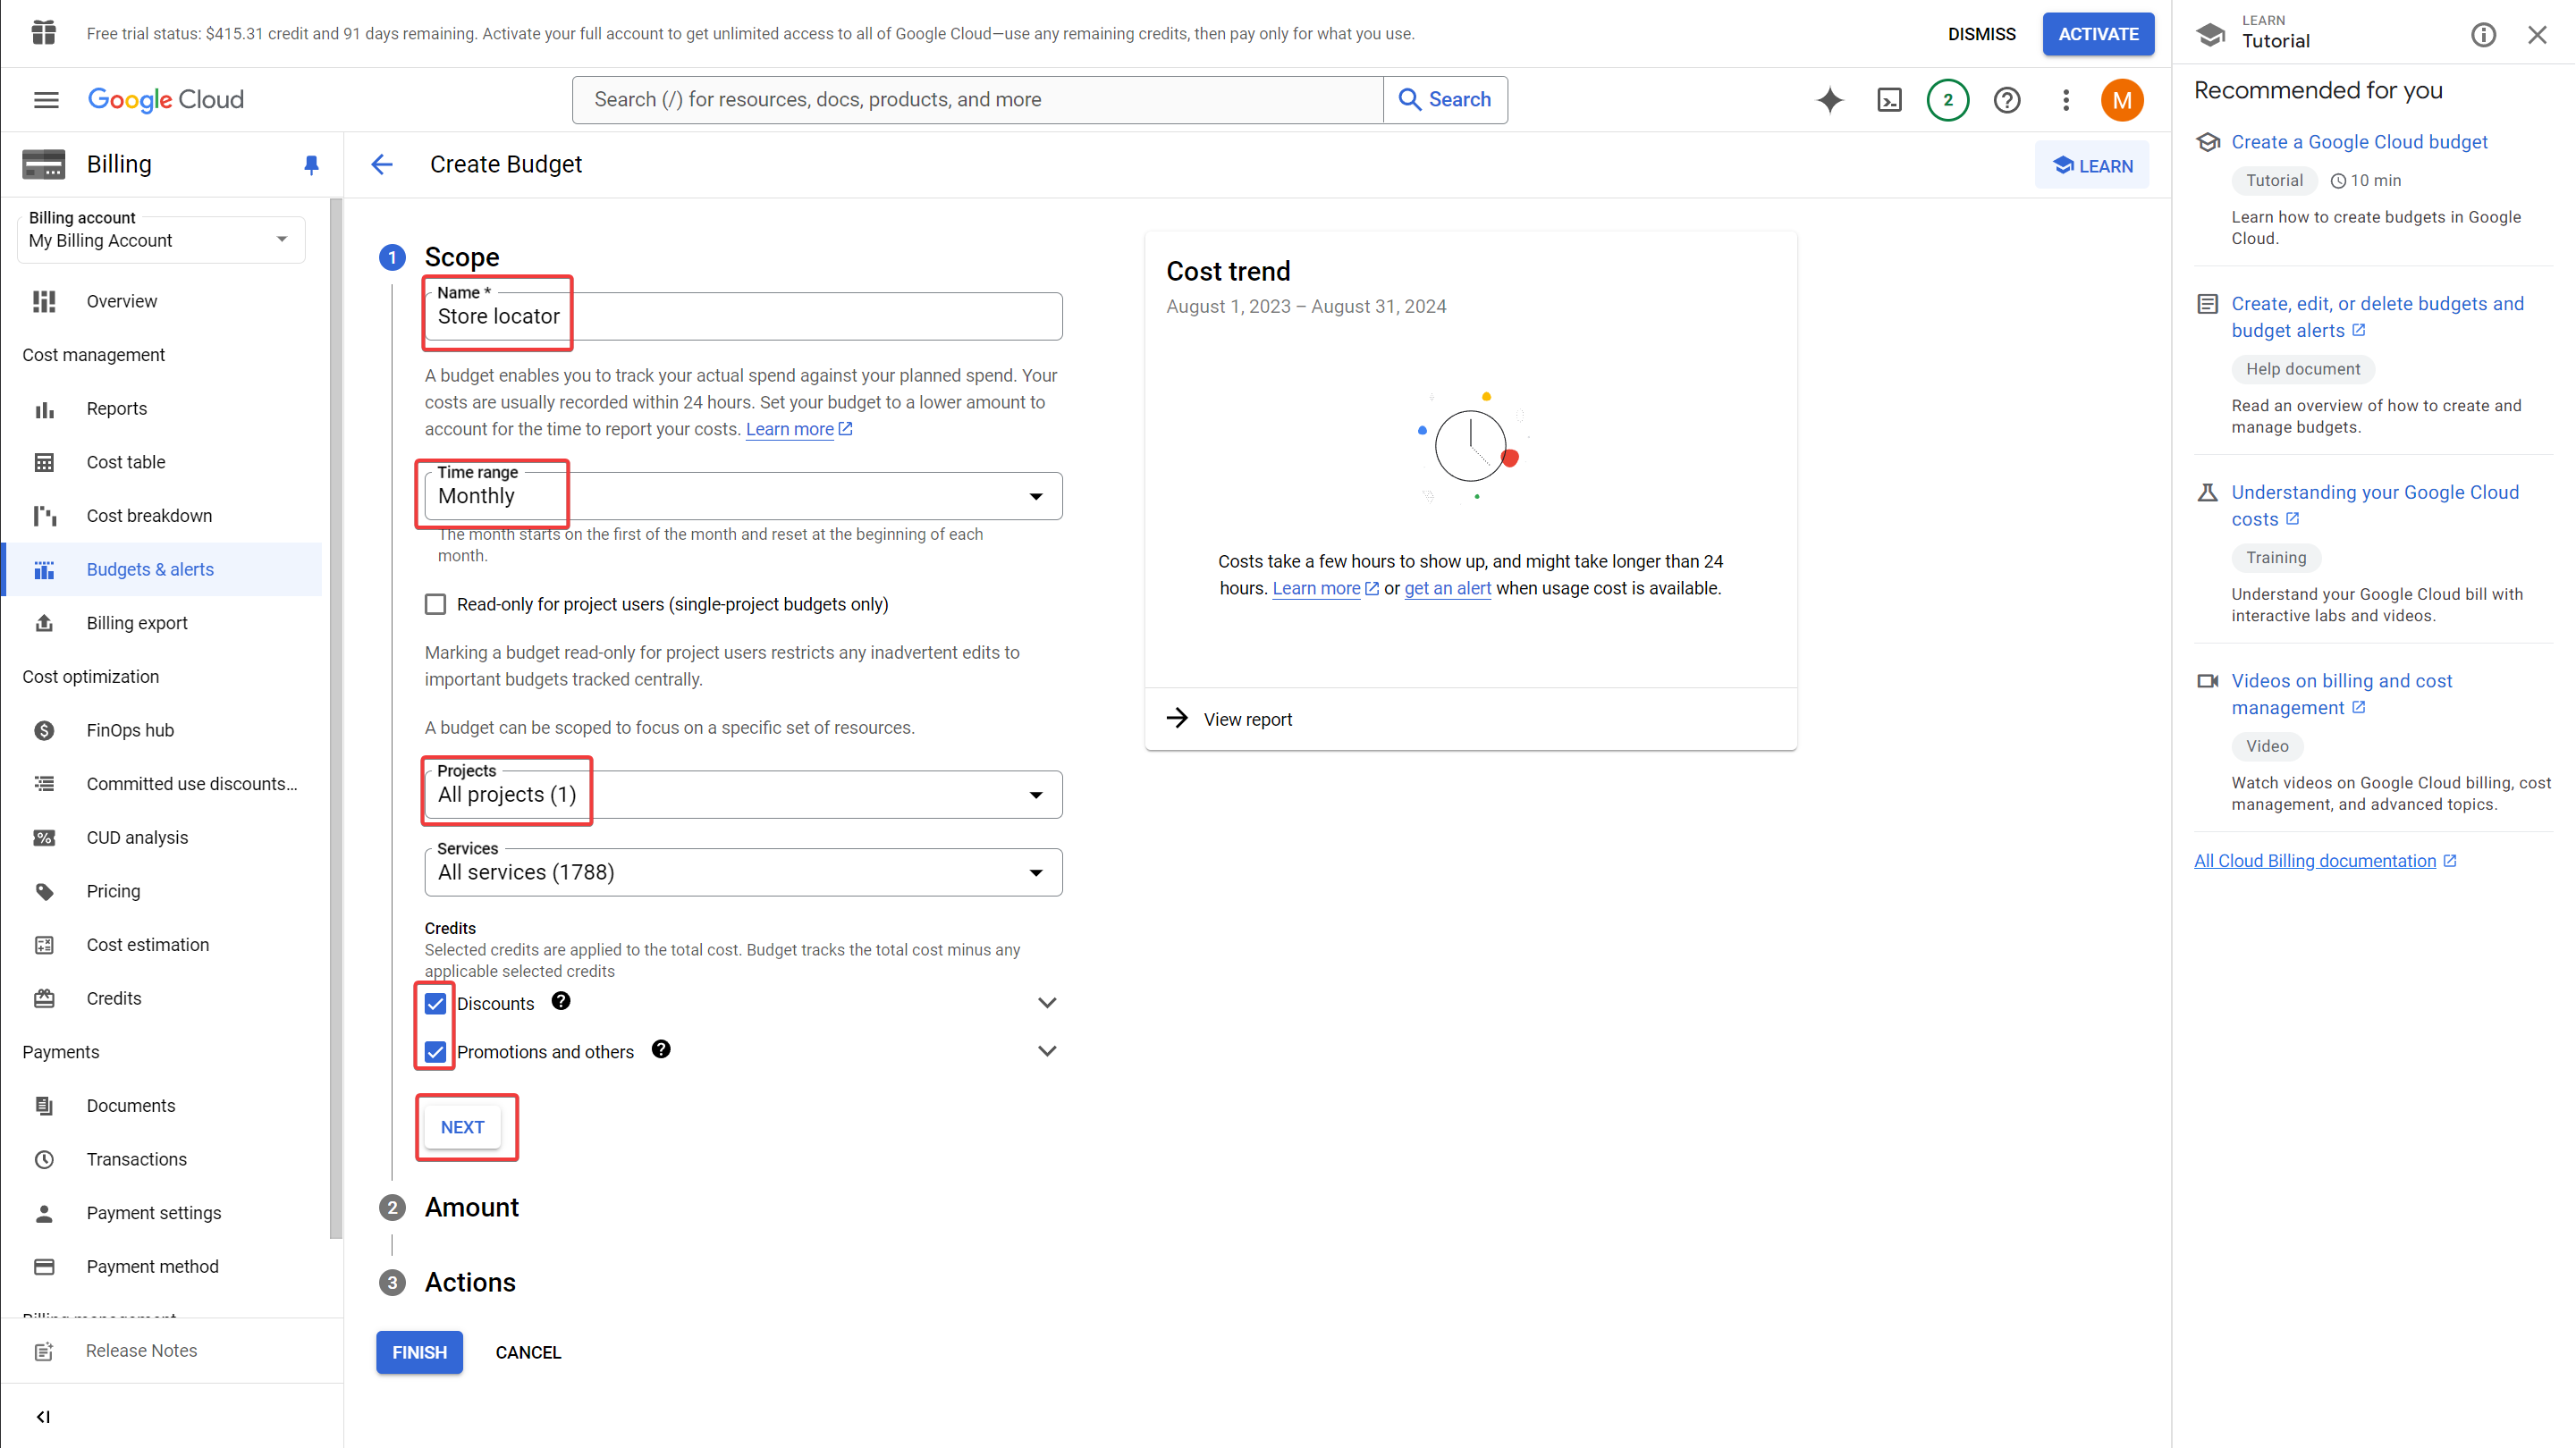 Free trial status: $415.31 credit and 91 days remaining. Activate your full account to get unlimited access to all of Google Cloud—use any remaining credits, then pay only for what you use.
DISMISS
ACTIVATE
Google Cloud
Search (/) for resources, docs, products, and more
Search
2
M
Billing
Billing account
My Billing Account
Overview
Cost management
Reports
Cost table
Cost breakdown
Budgets & alerts
Billing export
Cost optimization
FinOps hub
Committed use discounts...
CUD analysis
Pricing
Cost estimation
Credits
Payments
Documents
Transactions
Payment settings
Payment method
Billing management
Release Notes
Create Budget
LEARN
1
Scope
Name *
Store locator
A budget enables you to track your actual spend against your planned spend. Your
costs are usually recorded within 24 hours. Set your budget to a lower amount to
account for the time to report your costs. Learn more
Time range
Monthly
The month starts on the first of the month and reset at the beginning of each
month.
Read-only for project users (single-project budgets only)
Marking a budget read-only for project users restricts any inadvertent edits to
important budgets tracked centrally.
A budget can be scoped to focus on a specific set of resources.
Projects
All projects (1)
Services
All services (1788)
Credits
Selected credits are applied to the total cost. Budget tracks the total cost minus any
applicable selected credits
Discounts
Promotions and others
NEXT
2
Amount
3
Actions
FINISH
CANCEL
Cost trend
August 1, 2023 – August 31, 2024
Costs take a few hours to show up, and might take longer than 24
hours. Learn more or get an alert when usage cost is available.
View report
LEARN
Tutorial
Recommended for you
Create a Google Cloud budget
Tutorial
10 min
Learn how to create budgets in Google
Cloud.
Create, edit, or delete budgets and
budget alerts
Help document
Read an overview of how to create and
manage budgets.
Understanding your Google Cloud
costs
Training
Understand your Google Cloud bill with
interactive labs and videos.
Videos on billing and cost
management
Video
Watch videos on Google Cloud billing, cost
management, and advanced topics.
All Cloud Billing documentation